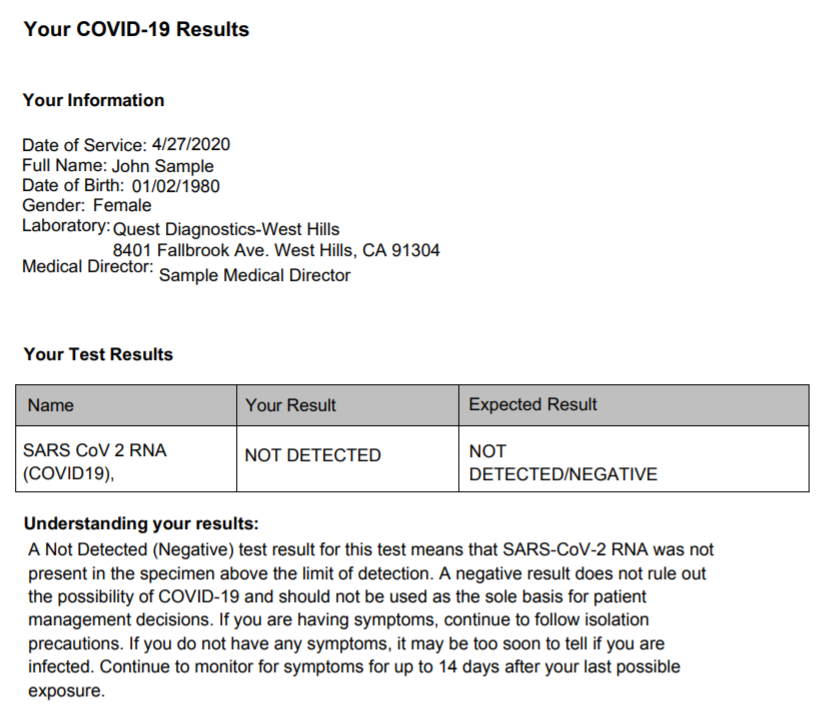 Your COVID-19 Results
Your Information
Date of Service: 4/27/2020
Full Name: John Sample
Date of Birth: 01/02/1980
Gender: Female
Laboratory: Quest Diagnostics-West Hills
8401 Fallbrook Ave. West Hills, CA 91304
Medical Director: Sample Medical Director
Your Test Results
Name Your Result Expected Result
SARS CoV 2 RNA NOT DETECTED NOT
(COVID19), DETECTED/NEGATIVE
Understanding your results:
A Not Detected (Negative) test result for this test means that SARS-CoV-2 RNA was not
present in the specimen above the limit of detection. A negative result does not rule out
the possibility of COVID-19 and should not be used as the sole basis for patient
management decisions. If you are having symptoms, continue to follow isolation
precautions. If you do not have any symptoms, it may be too soon to tell if you are
infected. Continue to monitor for symptoms for up to 14 days after your last possible
exposure.